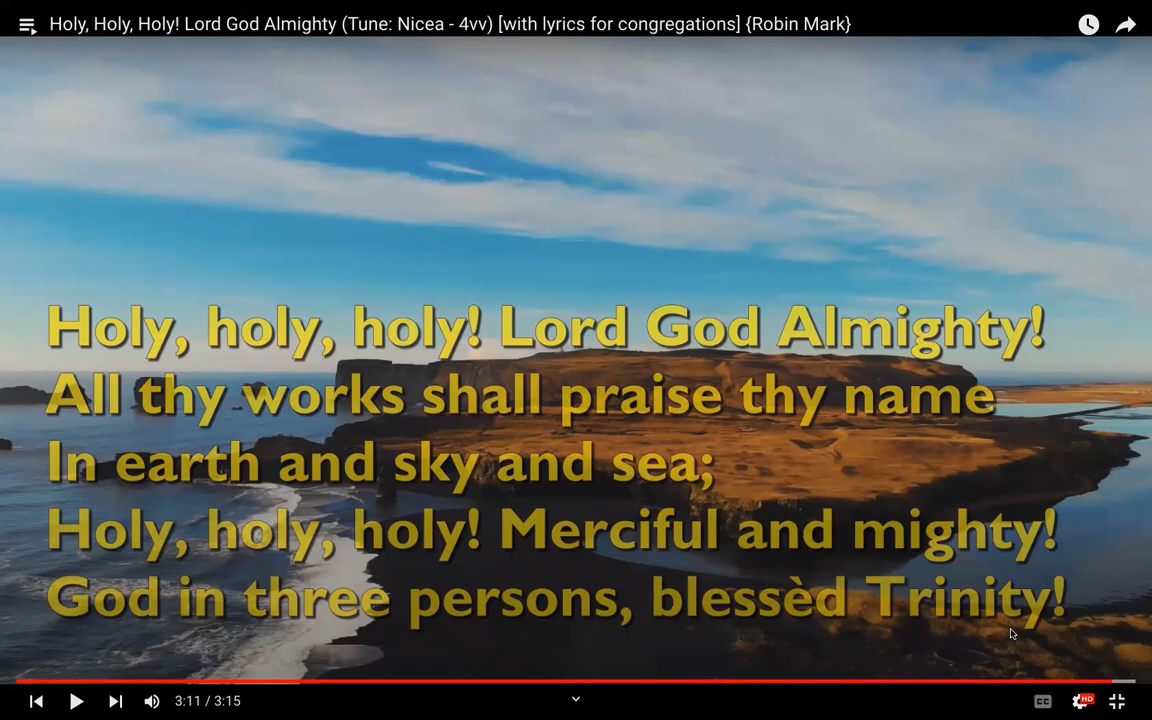 Holy, Holy, Holy! Lord God Almighty (Tune: Nicea - 4vv) [with lyrics for congregations] {Robin Mark}
Holy, holy, holy! Lord God Almighty!
All thy works shall praise thy name
In earth and sky and sea;
Holy, holy, holy! Merciful and mighty!
God in three persons, blessèd Trinity!
3:11 / 3:15
CC
HD